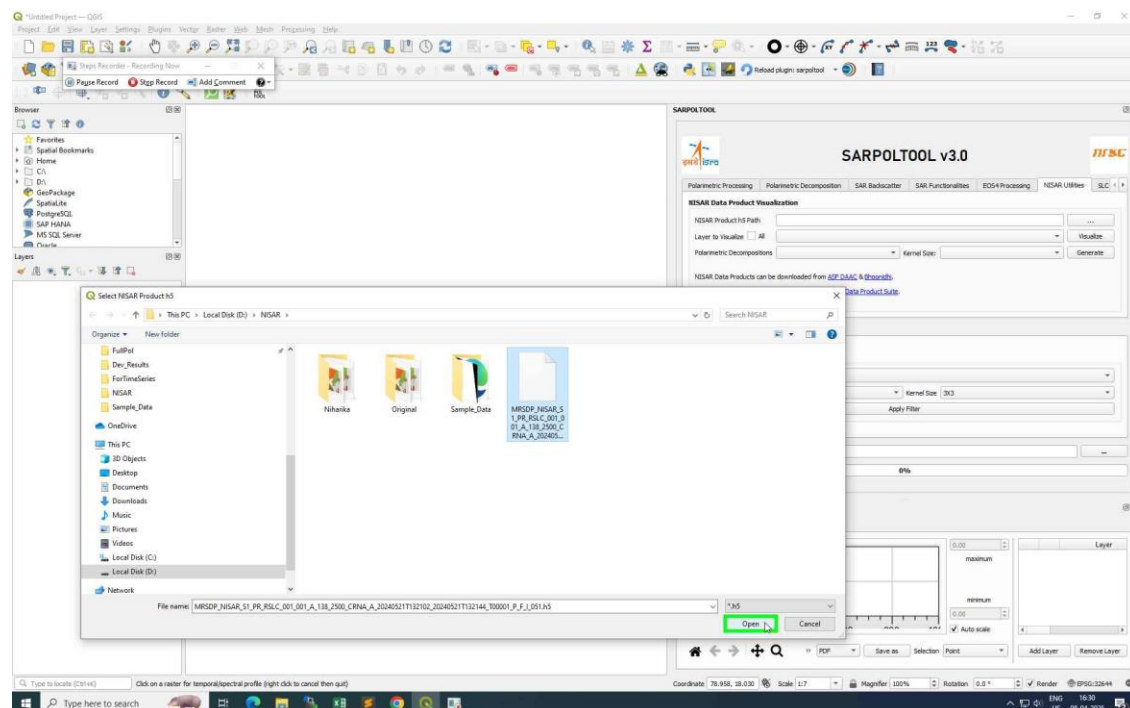 *Untitled Project — QGIS
Project Edit View Layer Settings Plugins Vector Raster Web Mesh Processing Help
Steps Recorder - Recording Now
Pause Record Stop Record Add Comment
Reload plugin: sarpoltool
Browser
Favorites
Spatial Bookmarks
Home
C:\
D:\
GeoPackage
SpatiaLite
PostgreSQL
SAP HANA
MS SQL Server
Oracle
Layers
SARPOLTOOL
इसरो isro
SARPOLTOOL v3.0
nrsc
Polarimetric Processing Polarimetric Decomposition SAR Backscatter SAR Functionalities EOS4 Processing NISAR Utilities SLC
NISAR Data Product Visualization
NISAR Product h5 Path
...
Layer to Visualize All
Visualize
Polarimetric Decompositions
Kernel Size:
Generate
NISAR Data Products can be downloaded from ASF DAAC & Bhoonidhi.
Data Product Suite.
Select NISAR Product h5
This PC > Local Disk (D:) > NISAR >
Search NISAR
Organize New folder
FullPol
Dev_Results
ForTimeSeries
NISAR
Sample_Data
OneDrive
This PC
3D Objects
Desktop
Documents
Downloads
Music
Pictures
Videos
Local Disk (C:)
Local Disk (D:)
Network
Niharika
Original
Sample_Data
MRSDP_NISAR_S
1_PR_RSLC_001_0
01_A_138_2500_C
RNA_A_202405...
File name: MRSDP_NISAR_S1_PR_RSLC_001_001_A_138_2500_CRNA_A_20240521T132102_20240521T132144_T00001_P_F_J_051.h5
*.h5
Open
Cancel
Kernel Size 3X3
Apply Filter
...
0%
0.00
maximum
minimum
0.00
Auto scale
Layer
PDF
Save as
Selection Point
Add Layer
Remove Layer
Type to locate (Ctrl+K)
Click on a raster for temporal/spectral profile (right click to cancel then quit)
Coordinate 78.958, 18.030
Scale 1:7
Magnifier 100%
Rotation 0.0 °
Render
EPSG:32644
Type here to search
ENG
16:30